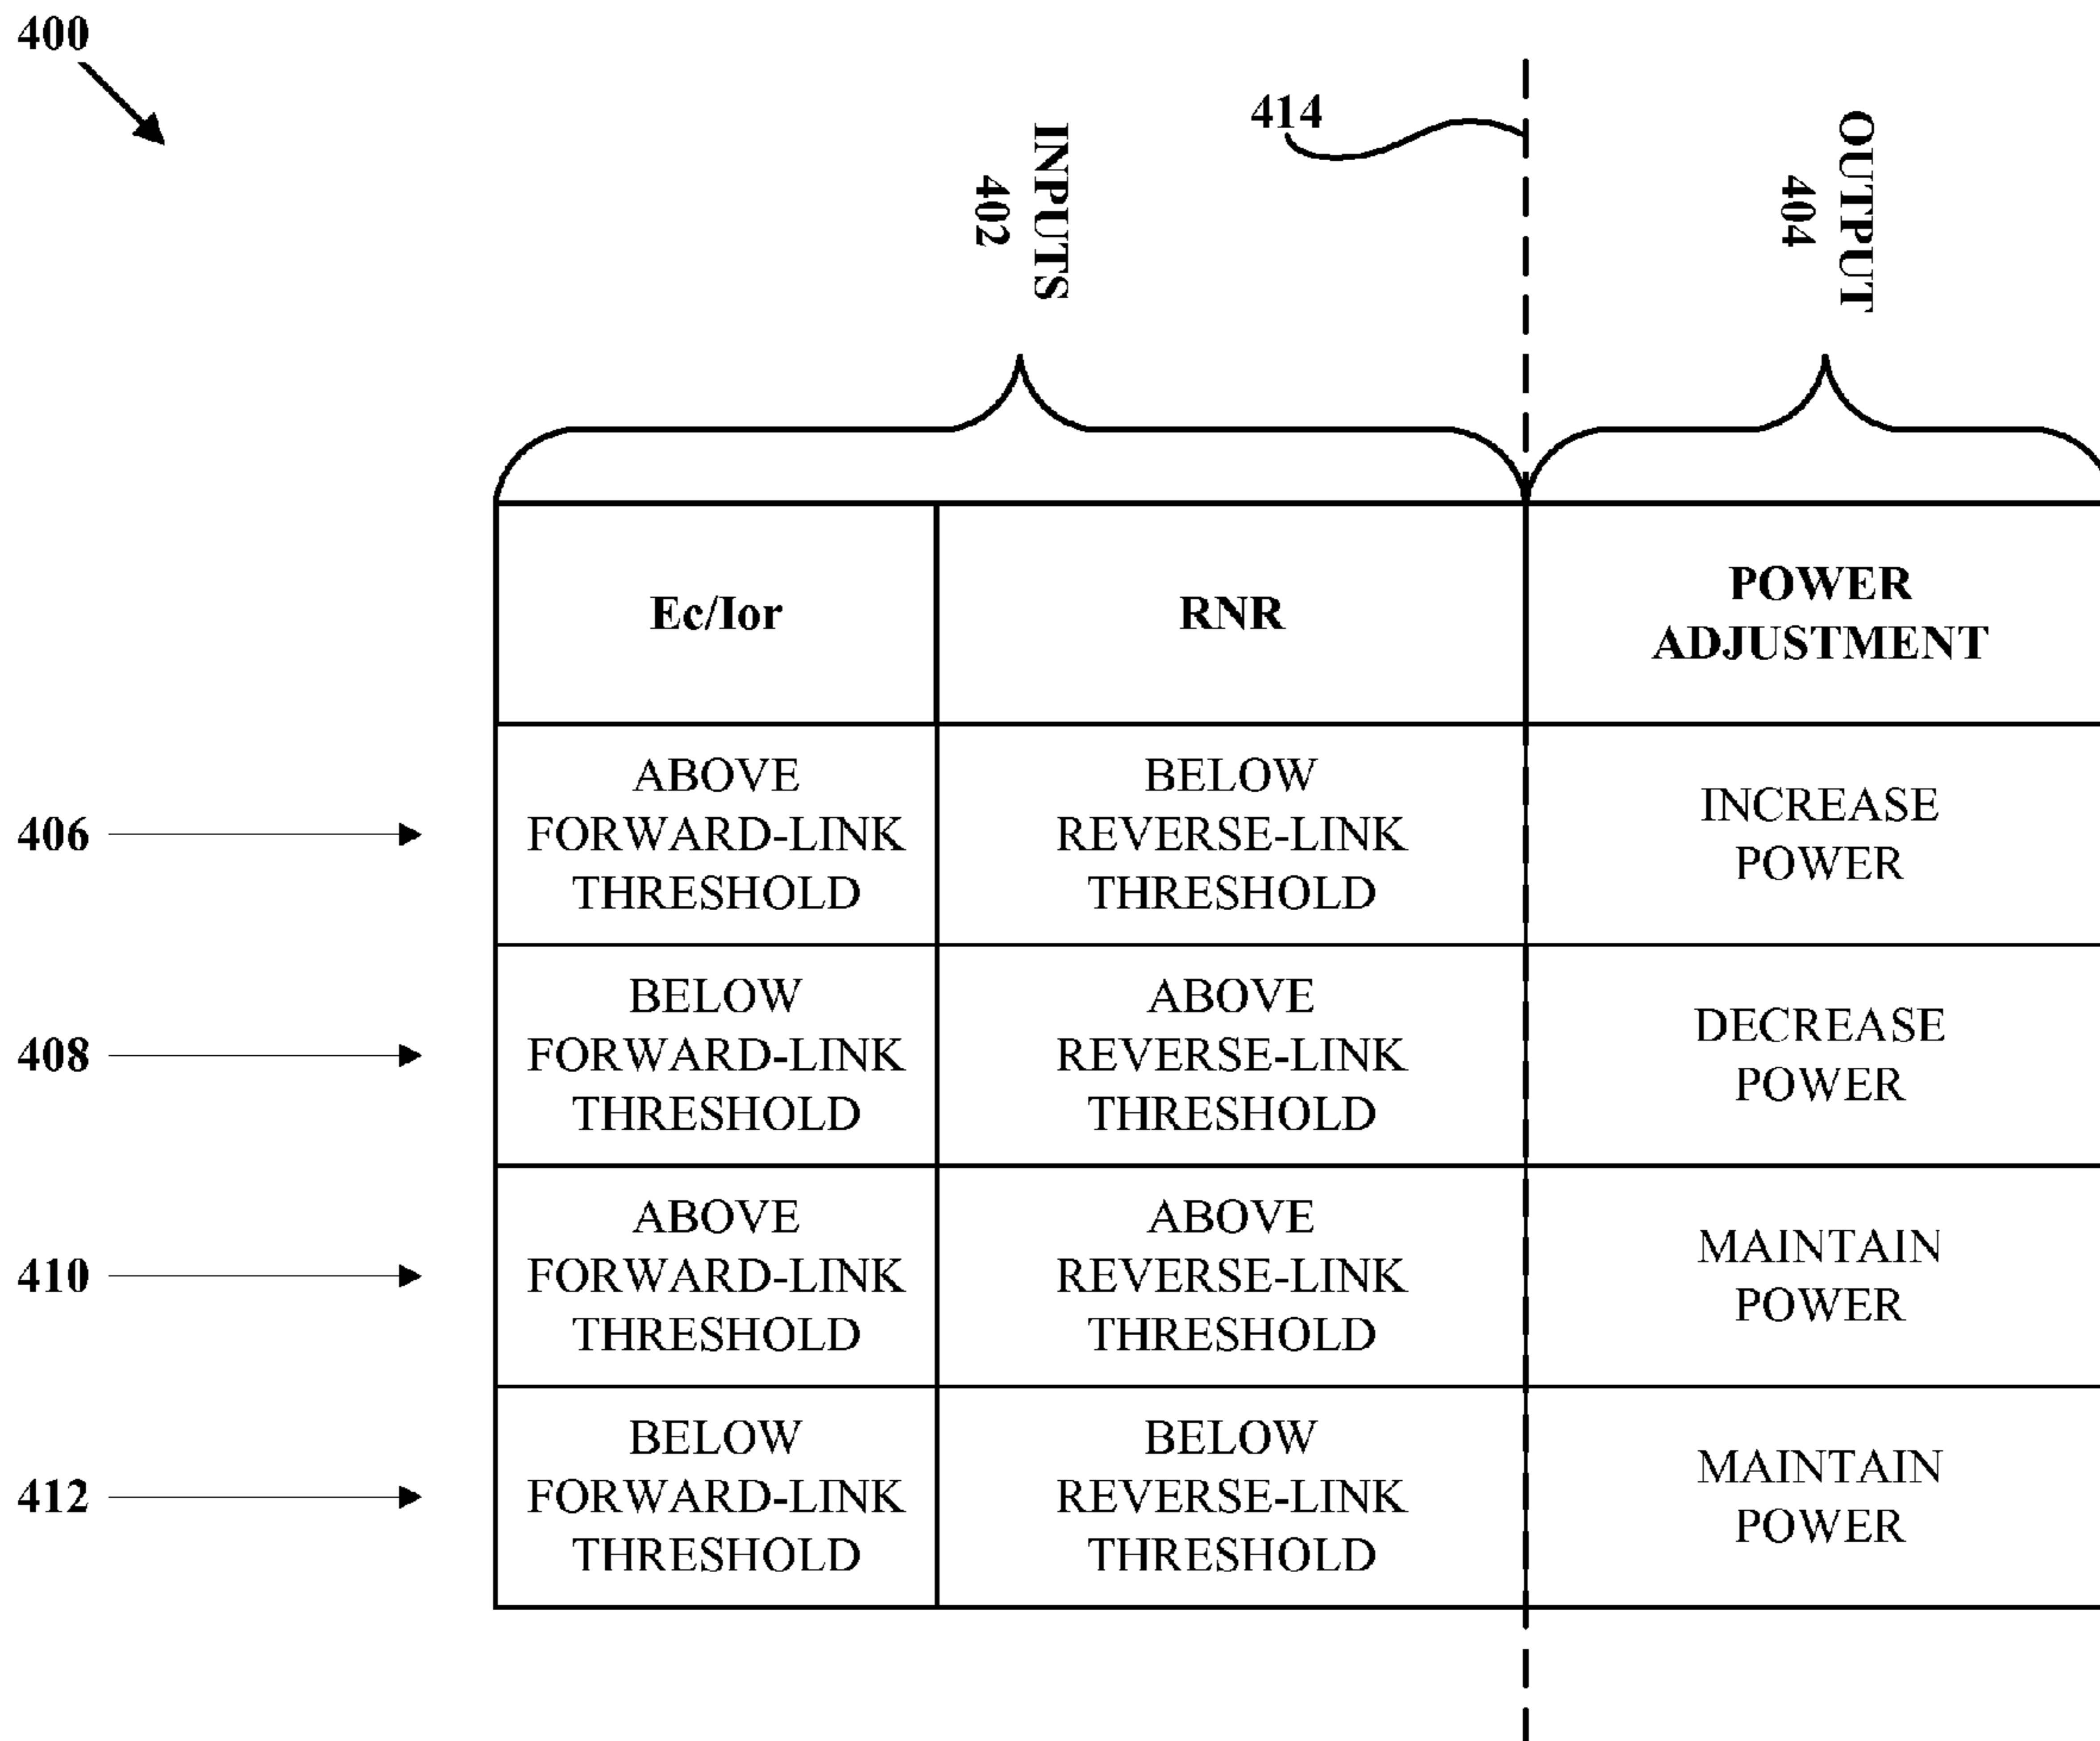 400
414
INPUTS
402
OUTPUT
404
Ec/Ior
RNR
POWER
ADJUSTMENT
406
ABOVE
FORWARD-LINK
THRESHOLD
BELOW
REVERSE-LINK
THRESHOLD
INCREASE
POWER
408
BELOW
FORWARD-LINK
THRESHOLD
ABOVE
REVERSE-LINK
THRESHOLD
DECREASE
POWER
410
ABOVE
FORWARD-LINK
THRESHOLD
ABOVE
REVERSE-LINK
THRESHOLD
MAINTAIN
POWER
412
BELOW
FORWARD-LINK
THRESHOLD
BELOW
REVERSE-LINK
THRESHOLD
MAINTAIN
POWER